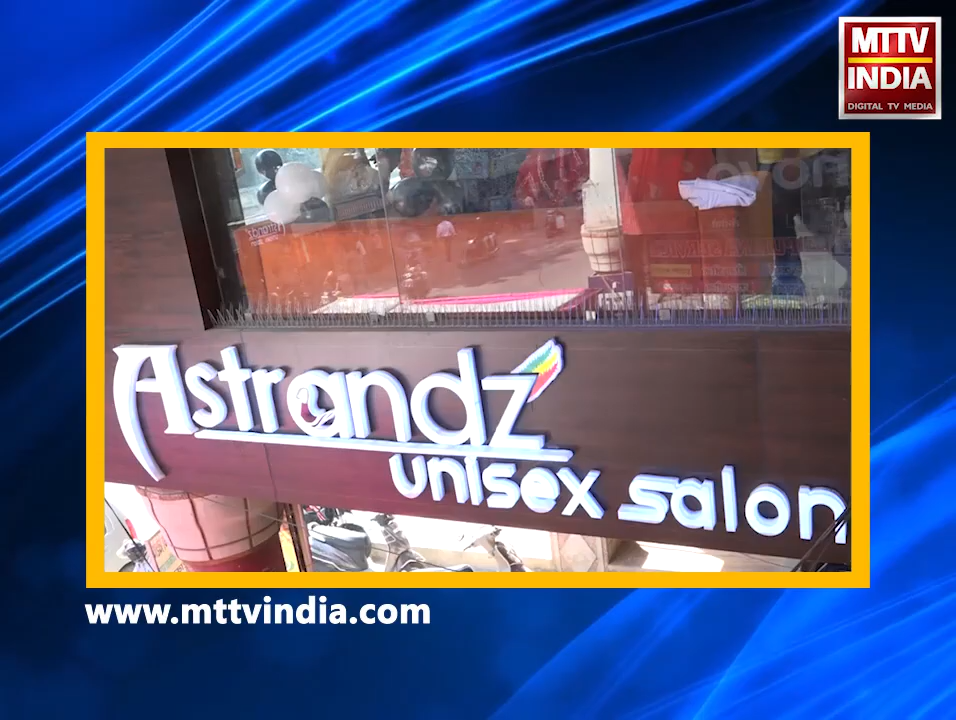 MTTV
INDIA
DIGITAL TV MEDIA
Astrandz
unisex salon
www.mttvindia.com